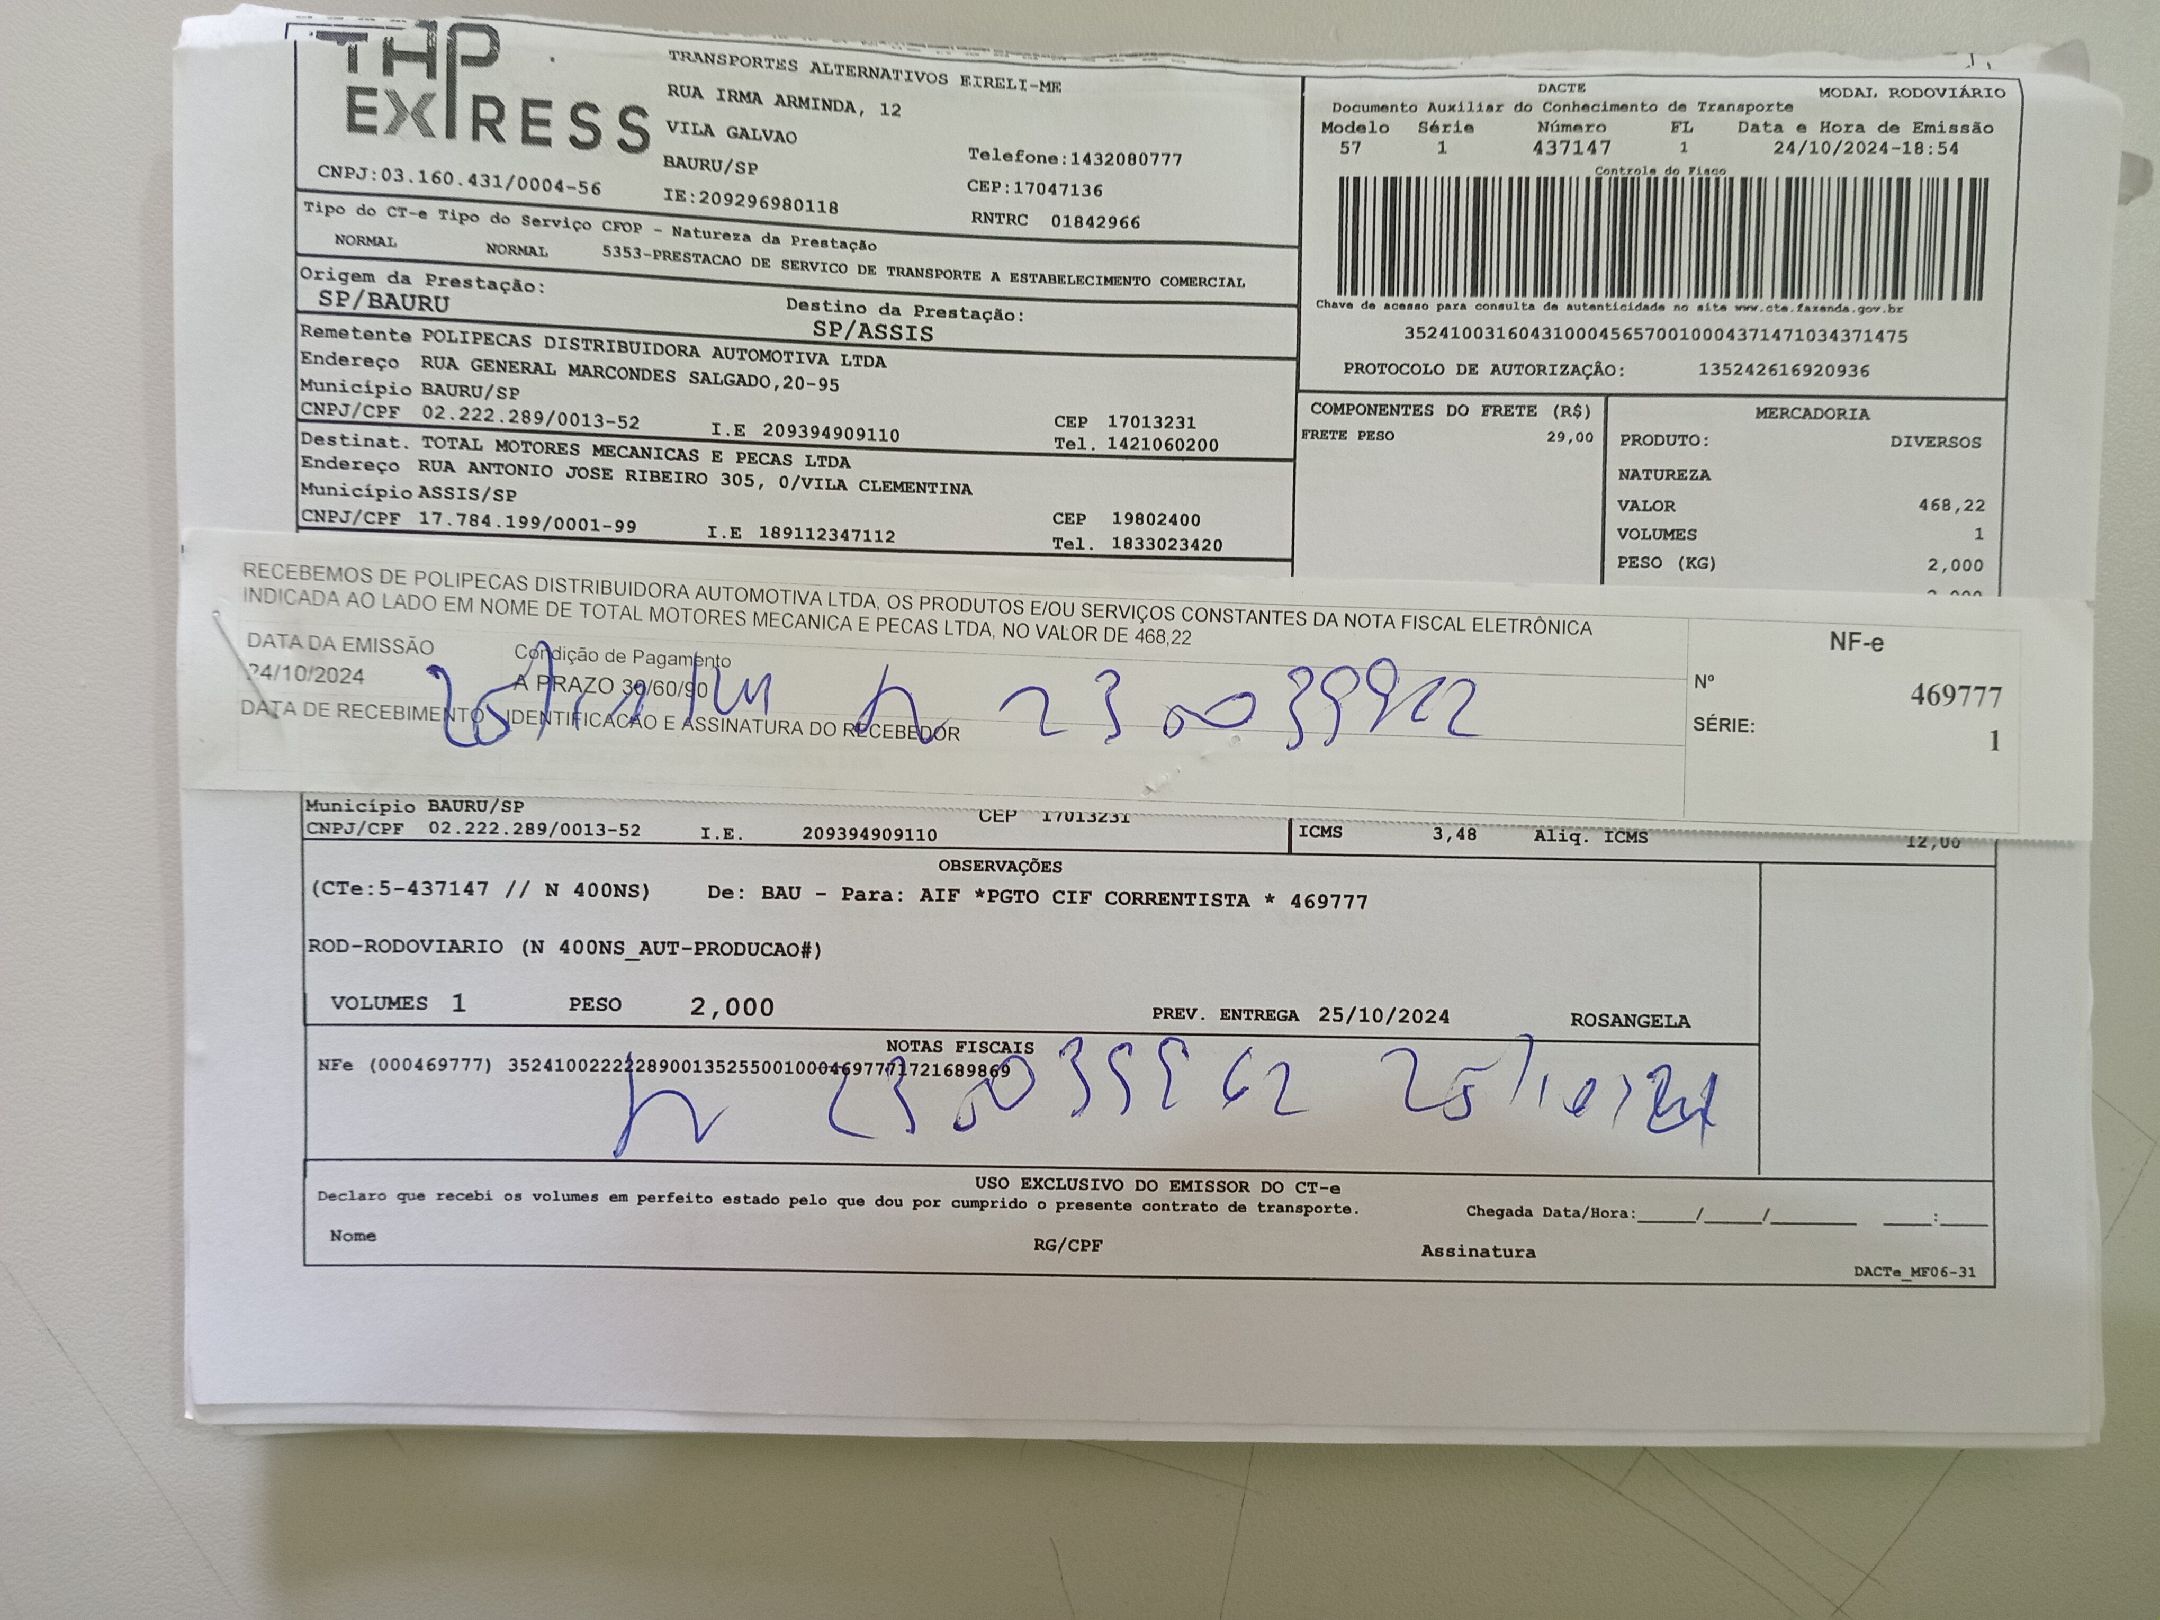 THP
EXPRESS
TRANSPORTES ALTERNATIVOS EIRELI-ME
RUA IRMA ARMINDA, 12
VILA GALVAO
BAURU/SP
Telefone:1432080777
CEP:17047136
CNPJ:03.160.431/0004-56
IE:209296980118
RNTRC 01842966
DACTE
MODAL RODOVIÁRIO
Documento Auxiliar do Conhecimento de Transporte
Modelo Série Número FL Data e Hora de Emissão
57 1 437147 1 24/10/2024-18:54
Controle do Fisco
Chave de acesso para consulta de autenticidade no site www.cte.fazenda.gov.br
35241003160431000456570010004371471034371475
PROTOCOLO DE AUTORIZAÇÃO: 135242616920936
Tipo do CT-e Tipo do Serviço CFOP - Natureza da Prestação
NORMAL NORMAL 5353-PRESTACAO DE SERVICO DE TRANSPORTE A ESTABELECIMENTO COMERCIAL
Origem da Prestação:
SP/BAURU
Destino da Prestação:
SP/ASSIS
Remetente POLIPECAS DISTRIBUIDORA AUTOMOTIVA LTDA
Endereço RUA GENERAL MARCONDES SALGADO,20-95
Município BAURU/SP
CEP 17013231
CNPJ/CPF 02.222.289/0013-52 I.E 209394909110 Tel. 1421060200
Destinat. TOTAL MOTORES MECANICAS E PECAS LTDA
Endereço RUA ANTONIO JOSE RIBEIRO 305, 0/VILA CLEMENTINA
Município ASSIS/SP
CEP 19802400
CNPJ/CPF 17.784.199/0001-99 I.E 189112347112 Tel. 1833023420
COMPONENTES DO FRETE (R$)
FRETE PESO 29,00
MERCADORIA
PRODUTO: DIVERSOS
NATUREZA
VALOR 468,22
VOLUMES 1
PESO (KG) 2,000
RECEBEMOS DE POLIPECAS DISTRIBUIDORA AUTOMOTIVA LTDA, OS PRODUTOS E/OU SERVIÇOS CONSTANTES DA NOTA FISCAL ELETRÔNICA
INDICADA AO LADO EM NOME DE TOTAL MOTORES MECANICA E PECAS LTDA, NO VALOR DE 468,22
DATA DA EMISSÃO
24/10/2024
Condição de Pagamento
A PRAZO 30/60/90
DATA DE RECEBIMENTO IDENTIFICACAO E ASSINATURA DO RECEBEDOR
NF-e
Nº 469777
SÉRIE: 1
Município BAURU/SP
CEP 17013231
CNPJ/CPF 02.222.289/0013-52 I.E. 209394909110
ICMS 3,48 Aliq. ICMS 12,00
OBSERVAÇÕES
(CTe:5-437147 // N 400NS) De: BAU - Para: AIF *PGTO CIF CORRENTISTA * 469777
ROD-RODOVIARIO (N 400NS_AUT-PRODUCAO#)
VOLUMES 1 PESO 2,000 PREV. ENTREGA 25/10/2024 ROSANGELA
NOTAS FISCAIS
NFe (000469777)
25/10/24
USO EXCLUSIVO DO EMISSOR DO CT-e
Declaro que recebi os volumes em perfeito estado pelo que dou por cumprido o presente contrato de transporte.
Chegada Data/Hora:_____/_____/_______ ____:____
Nome RG/CPF Assinatura
DACTe_MF06-31